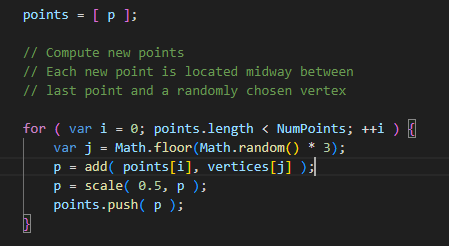 points = [ p ];
// Compute new points
// Each new point is located midway between
// last point and a randomly chosen vertex
for ( var i = 0; points.length < NumPoints; ++i ) {
var j = Math.floor(Math.random() * 3);
p = add( points[i], vertices[j] );
p = scale( 0.5, p );
points.push( p );
}